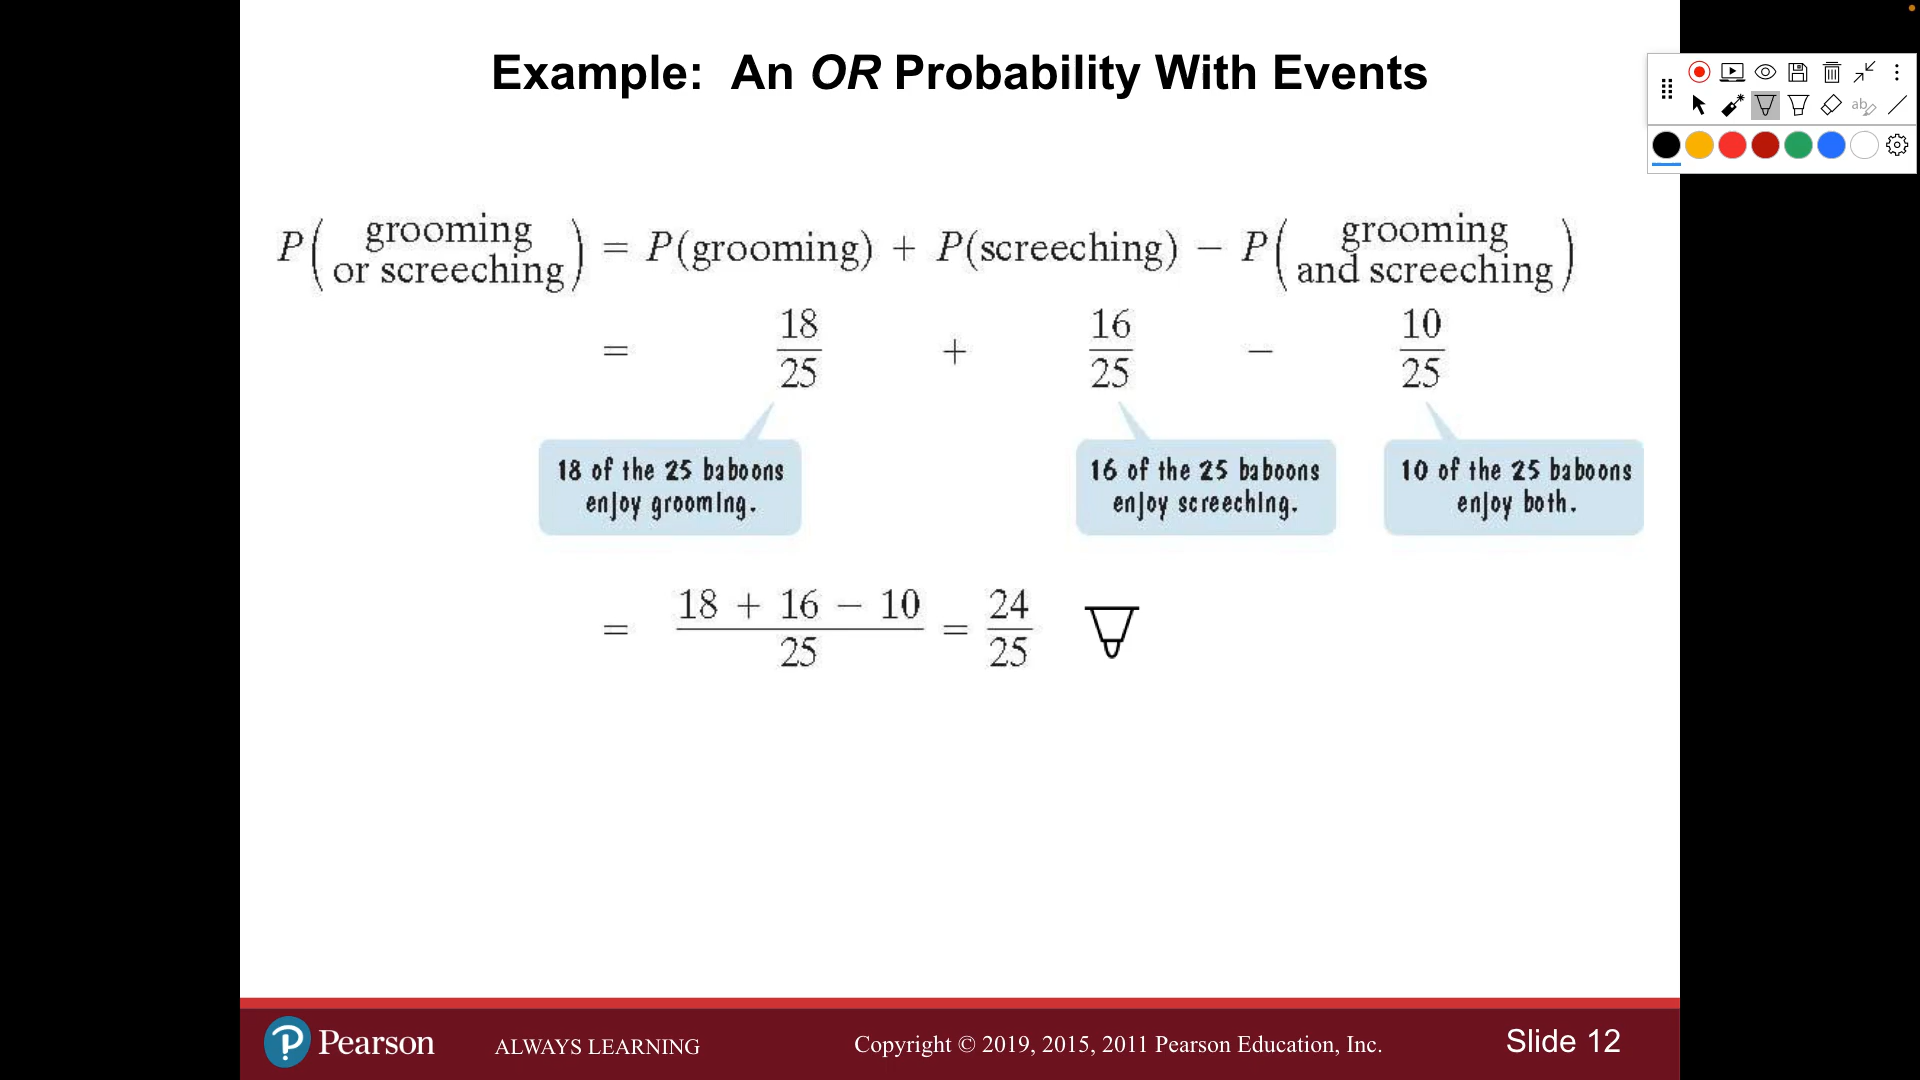 Example: An OR Probability With Events
P( grooming or screeching ) = P(grooming) + P(screeching) − P( grooming and screeching )
= 18/25 + 16/25 − 10/25
18 of the 25 baboons
enjoy grooming.
16 of the 25 baboons
enjoy screeching.
10 of the 25 baboons
enjoy both.
= 18 + 16 − 10 / 25 = 24/25
ab
Pearson
ALWAYS LEARNING
Copyright © 2019, 2015, 2011 Pearson Education, Inc.
Slide 12